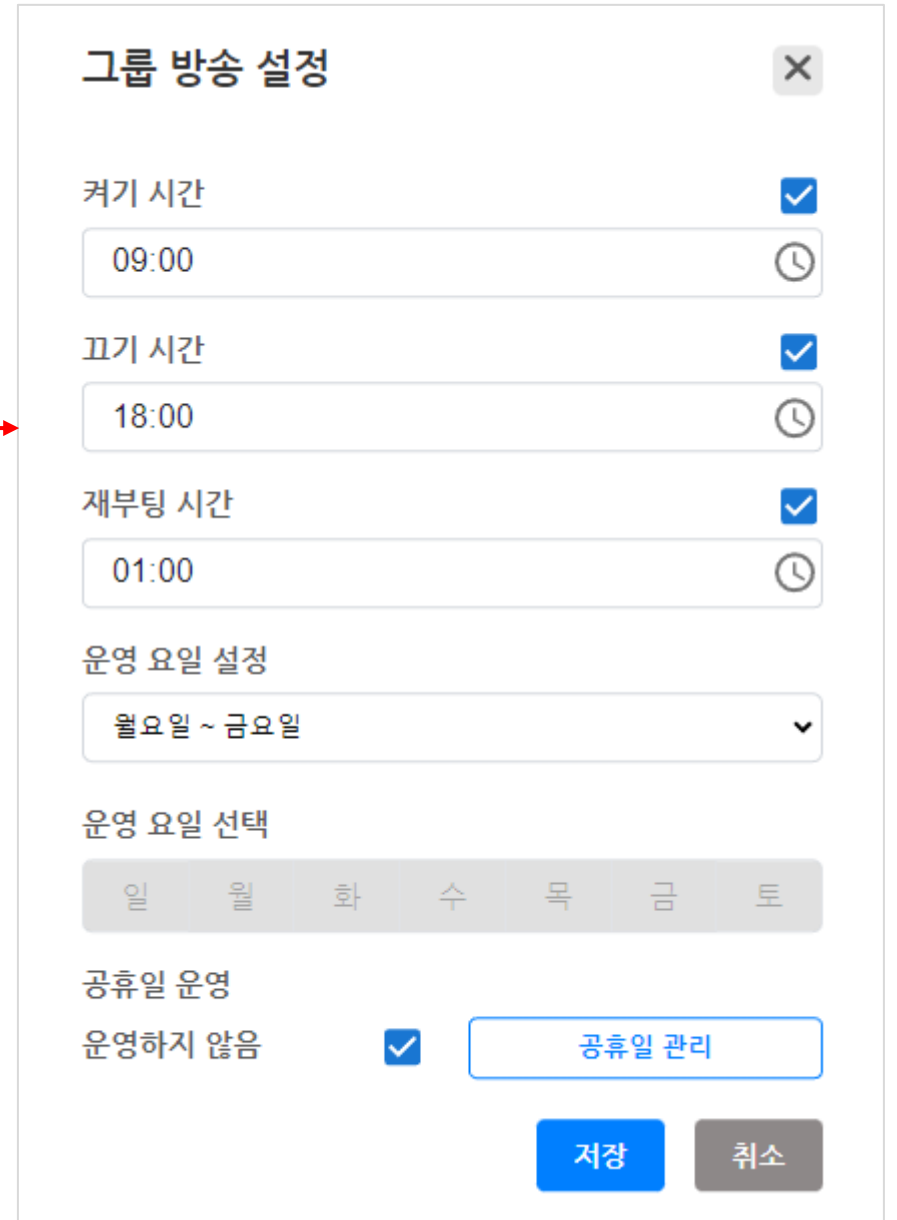 그룹 방송 설정
켜기 시간
09:00
끄기 시간
18:00
재부팅 시간
01:00
운영 요일 설정
월요일 ~ 금요일
운영 요일 선택
일 월 화 수 목 금 토
공휴일 운영
운영하지 않음 공휴일 관리
저장 취소